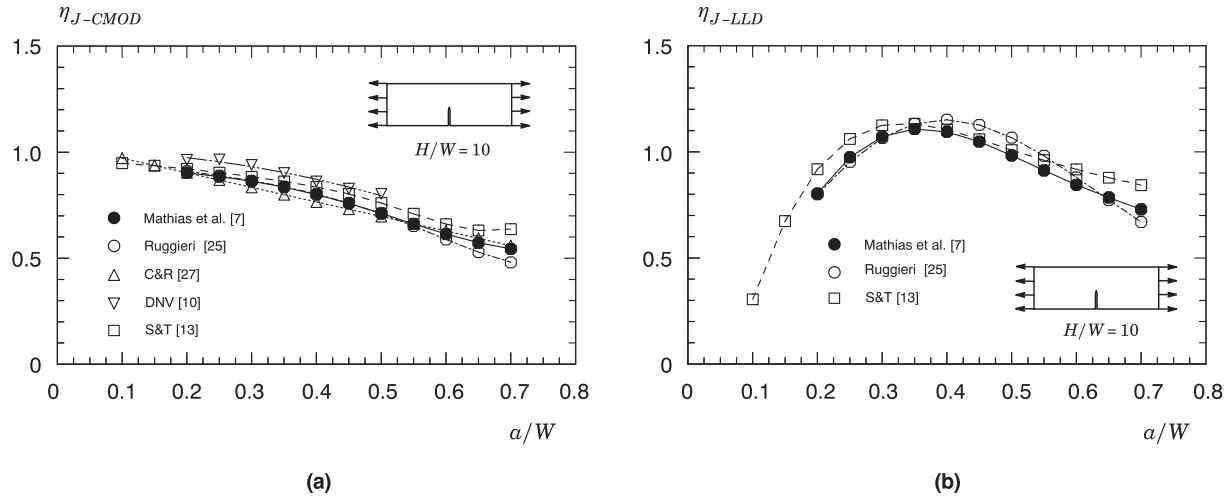 η J–CMOD
1.5
1.0
0.5
0
H/W = 10
Mathias et al. [7]
Ruggieri [25]
C&R [27]
DNV [10]
S&T [13]
0 0.1 0.2 0.3 0.4 0.5 0.6 0.7 0.8
a/W
(a)
η J–LLD
1.5
1.0
0.5
0
Mathias et al. [7]
Ruggieri [25]
S&T [13]
H/W = 10
0 0.1 0.2 0.3 0.4 0.5 0.6 0.7 0.8
a/W
(b)